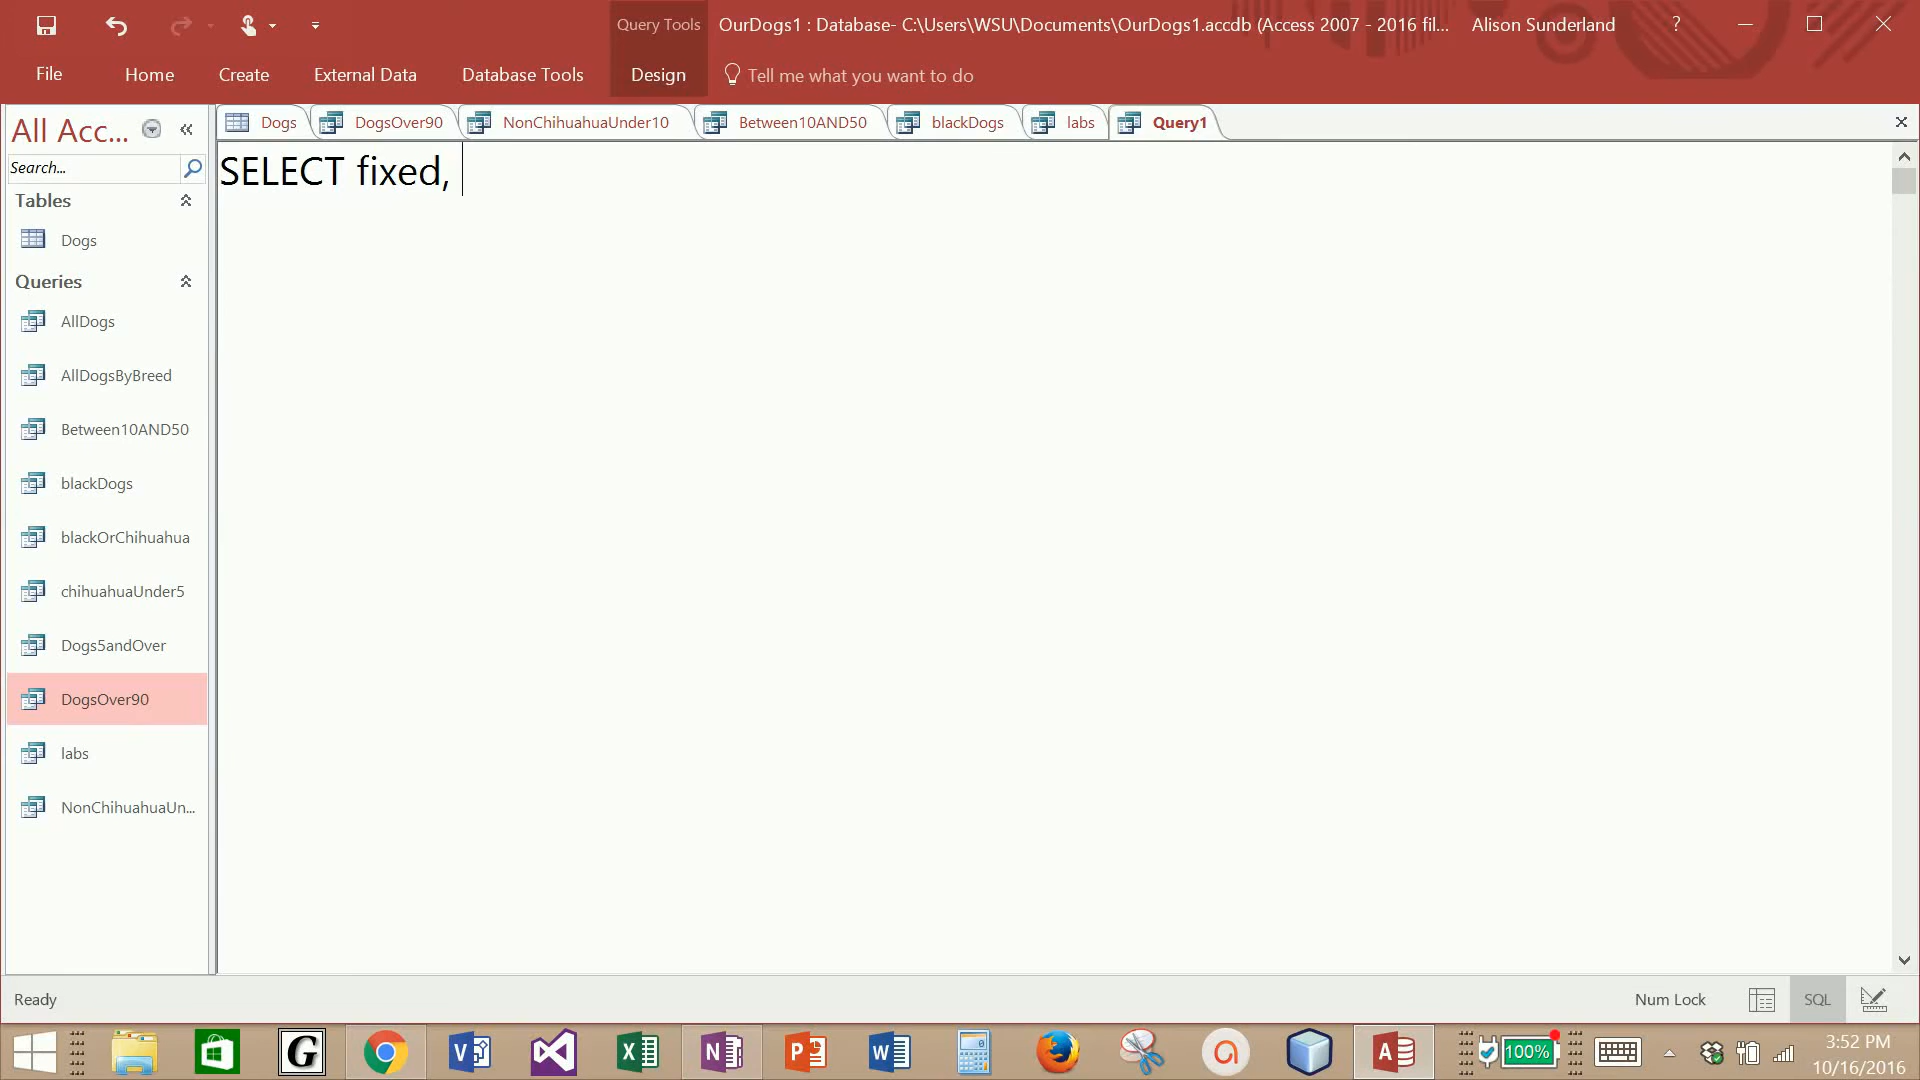 Query Tools
OurDogs1 : Database- C:\Users\WSU\Documents\OurDogs1.accdb (Access 2007 - 2016 fil...
Alison Sunderland
?
File
Home
Create
External Data
Database Tools
Design
Tell me what you want to do
All Acc...
Dogs
DogsOver90
NonChihuahuaUnder10
Between10AND50
blackDogs
labs
Query1
Search...
SELECT fixed,
Tables
Dogs
Queries
AllDogs
AllDogsByBreed
Between10AND50
blackDogs
blackOrChihuahua
chihuahuaUnder5
Dogs5andOver
DogsOver90
labs
NonChihuahuaUn...
Ready
Num Lock
SQL
G
V
X
N
P
W
0
a
A
100%
3:52 PM
10/16/2016